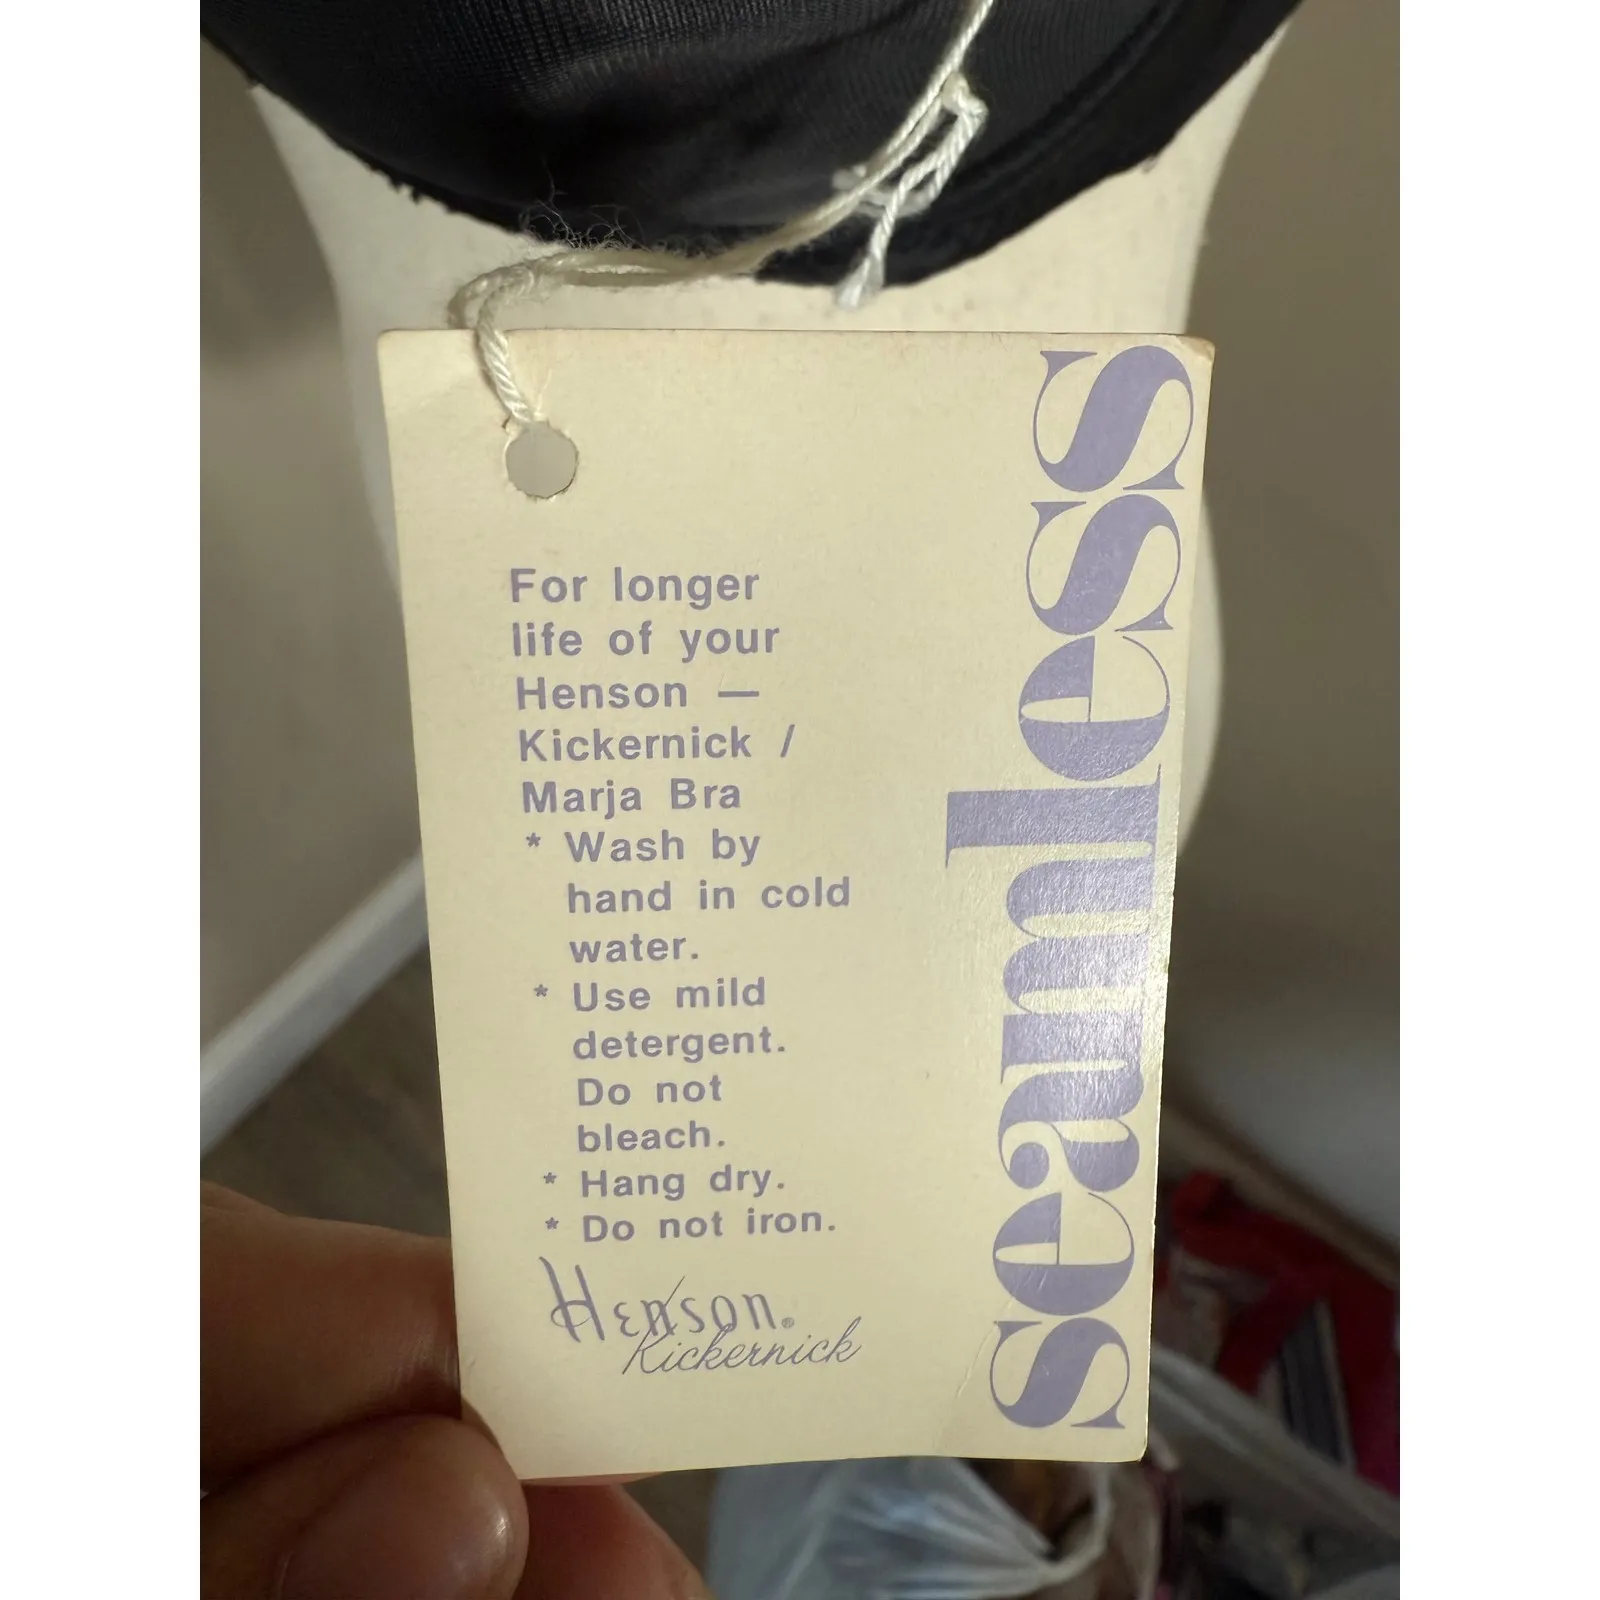 For longer
life of your
Henson —
Kickernick /
Marja Bra
* Wash by
hand in cold
water.
* Use mild
detergent.
Do not
bleach.
* Hang dry.
* Do not iron.
Henson®
Kickernick
seamless